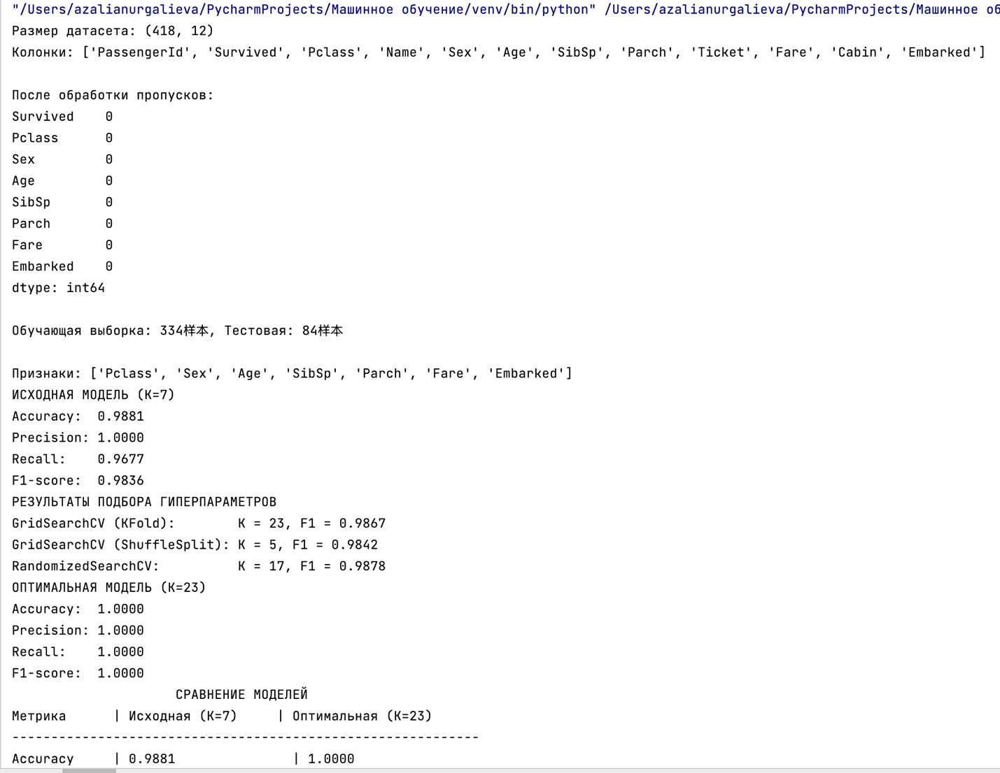 "/Users/azalianurgalieva/PycharmProjects/Машинное обучение/venv/bin/python" /Users/azalianurgalieva/PycharmProjects/Машинное об
Размер датасета: (418, 12)
Колонки: ['PassengerId', 'Survived', 'Pclass', 'Name', 'Sex', 'Age', 'SibSp', 'Parch', 'Ticket', 'Fare', 'Cabin', 'Embarked']
После обработки пропусков:
Survived    0
Pclass      0
Sex         0
Age         0
SibSp       0
Parch       0
Fare        0
Embarked    0
dtype: int64
Обучающая выборка: 334样本, Тестовая: 84样本
Признаки: ['Pclass', 'Sex', 'Age', 'SibSp', 'Parch', 'Fare', 'Embarked']
ИСХОДНАЯ МОДЕЛЬ (K=7)
Accuracy:  0.9881
Precision: 1.0000
Recall:    0.9677
F1-score:  0.9836
РЕЗУЛЬТАТЫ ПОДБОРА ГИПЕРПАРАМЕТРОВ
GridSearchCV (KFold):        K = 23, F1 = 0.9867
GridSearchCV (ShuffleSplit): K = 5, F1 = 0.9842
RandomizedSearchCV:          K = 17, F1 = 0.9878
ОПТИМАЛЬНАЯ МОДЕЛЬ (K=23)
Accuracy:  1.0000
Precision: 1.0000
Recall:    1.0000
F1-score:  1.0000
СРАВНЕНИЕ МОДЕЛЕЙ
Метрика      | Исходная (K=7)     | Оптимальная (K=23)
------------------------------------------------------------
Accuracy     | 0.9881               | 1.0000